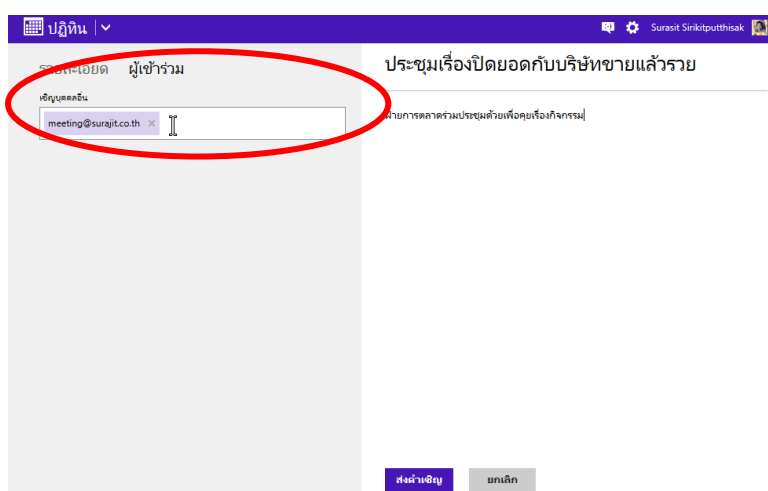 ปฏิทิน
Surasit Sirikitputthisak
รายละเอียด ผู้เข้าร่วม
เชิญบุคคลอื่น
meeting@surajit.co.th ×
ประชุมเรื่องปิดยอดกับบริษัทขายแล้วรวย
ฝ่ายการตลาดร่วมประชุมด้วยเพื่อคุยเรื่องกิจกรรม
ส่งคำเชิญ ยกเลิก